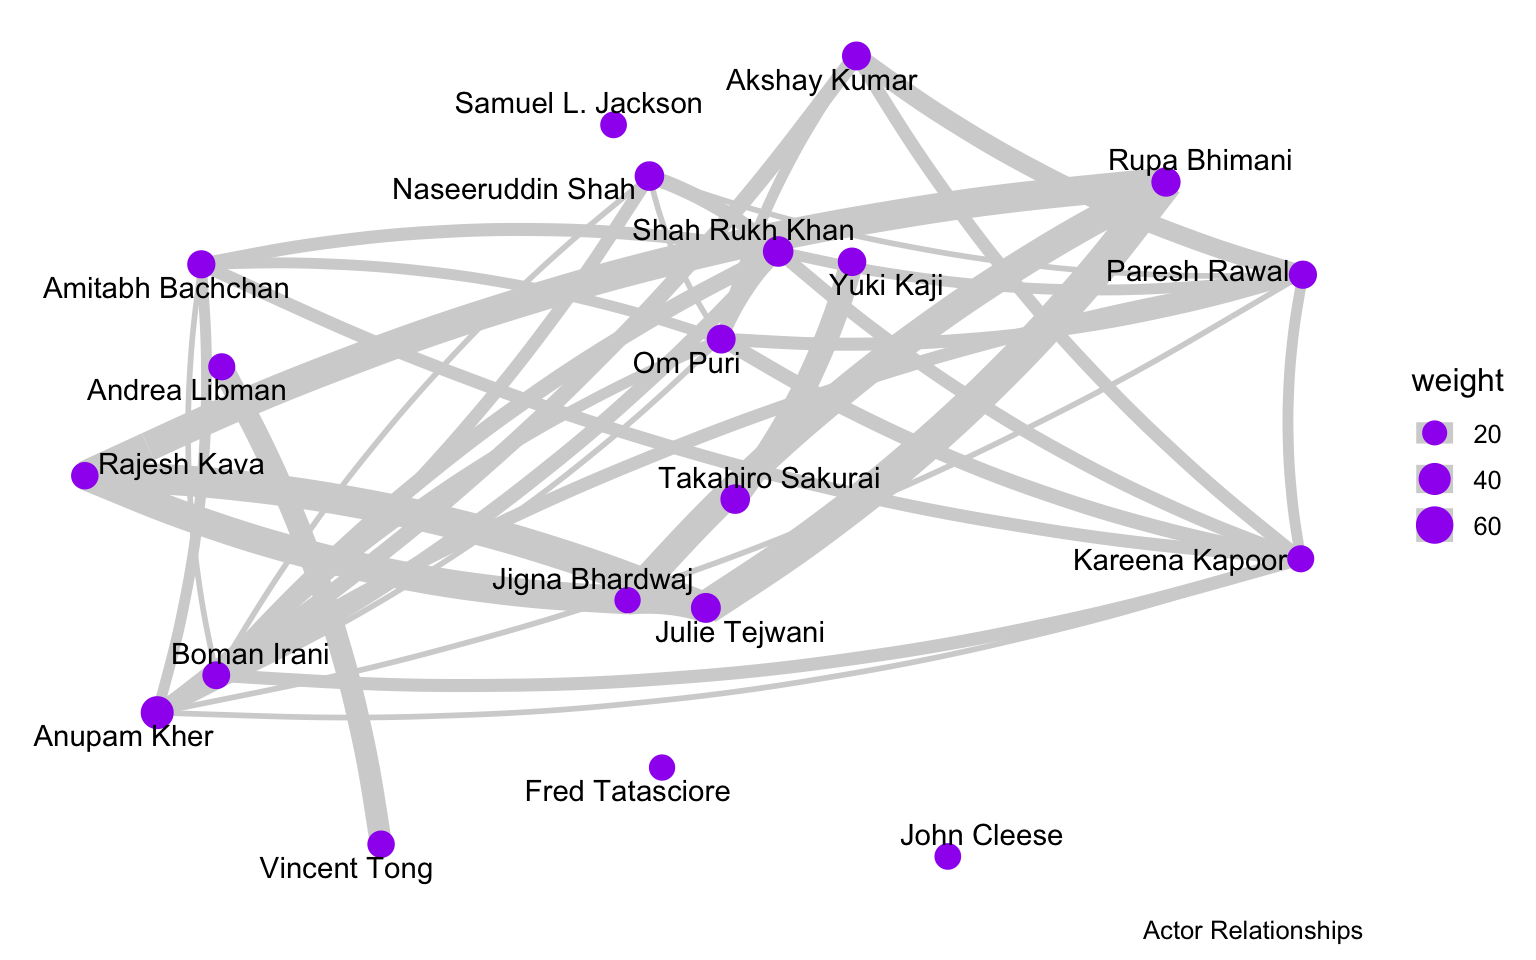 Akshay Kumar
Samuel L. Jackson
Rupa Bhimani
Naseeruddin Shah
Shah Rukh Khan
Paresh Rawal
Yuki Kaji
Amitabh Bachchan
Om Puri
Andrea Libman
weight
20
Rajesh Kava
Takahiro Sakurai
40
60
Kareena Kapoor
Jigna Bhardwaj
Julie Tejwani
Boman Irani
Anupam Kher
Fred Tatasciore
John Cleese
Vincent Tong
Actor Relationships